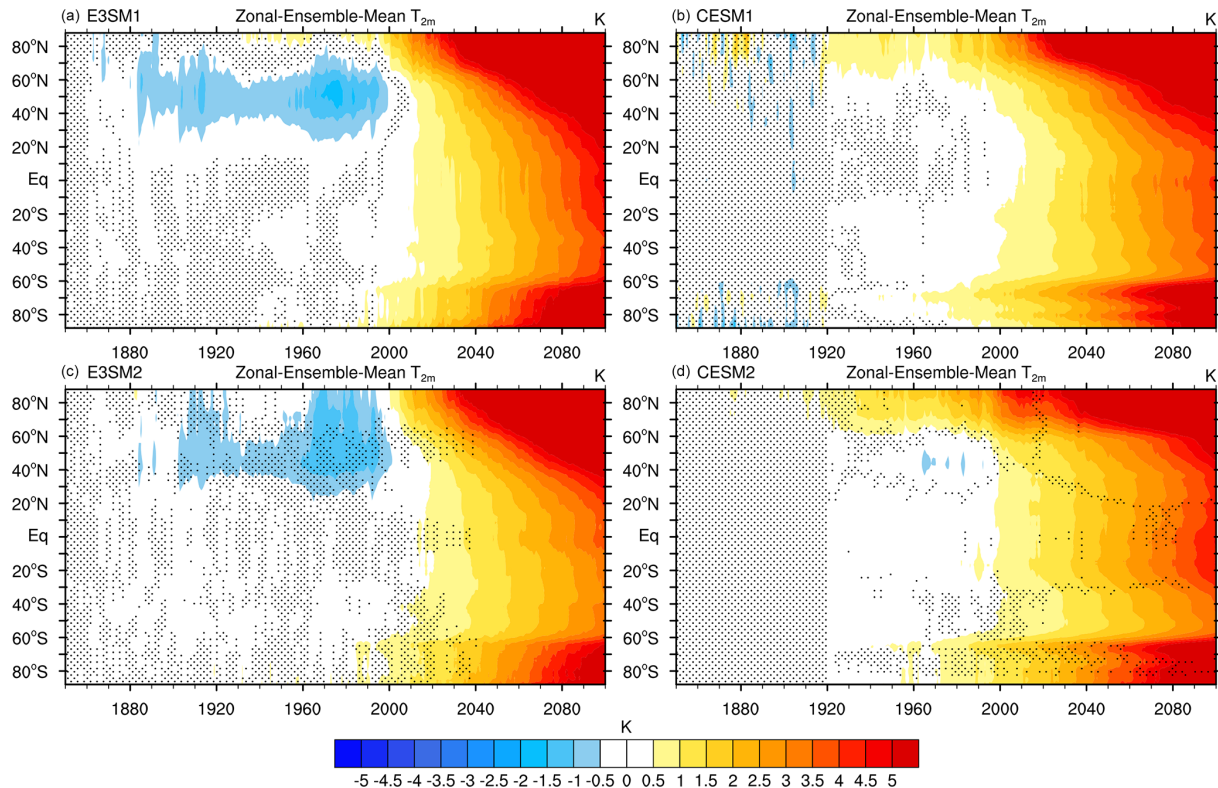 (a) E3SM1 Zonal-Ensemble-Mean T2m K
80°N
60°N
40°N
20°N
Eq
20°S
40°S
60°S
80°S
1880 1920 1960 2000 2040 2080
(b) CESM1 Zonal-Ensemble-Mean T2m K
80°N
60°N
40°N
20°N
Eq
20°S
40°S
60°S
80°S
1880 1920 1960 2000 2040 2080
(c) E3SM2 Zonal-Ensemble-Mean T2m K
80°N
60°N
40°N
20°N
Eq
20°S
40°S
60°S
80°S
1880 1920 1960 2000 2040 2080
(d) CESM2 Zonal-Ensemble-Mean T2m K
80°N
60°N
40°N
20°N
Eq
20°S
40°S
60°S
80°S
1880 1920 1960 2000 2040 2080
K
-5 -4.5 -4 -3.5 -3 -2.5 -2 -1.5 -1 -0.5 0 0.5 1 1.5 2 2.5 3 3.5 4 4.5 5